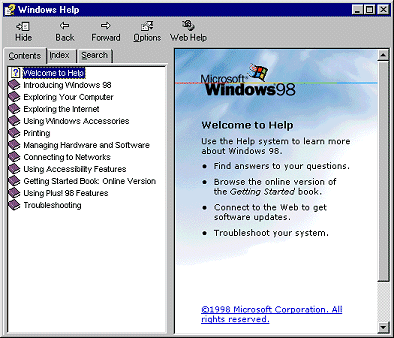 Windows Help
Hide Back Forward Options Web Help
Contents Index Search
Welcome to Help
Introducing Windows 98
Exploring Your Computer
Exploring the Internet
Using Windows Accessories
Printing
Managing Hardware and Software
Connecting to Networks
Using Accessibility Features
Getting Started Book: Online Version
Using Plus! 98 Features
Troubleshooting
Microsoft®
Windows98
Welcome to Help
Use the Help system to learn more
about Windows 98.
• Find answers to your questions.
• Browse the online version of
the Getting Started book.
• Connect to the Web to get
software updates.
• Troubleshoot your system.
©1998 Microsoft Corporation. All
rights reserved.